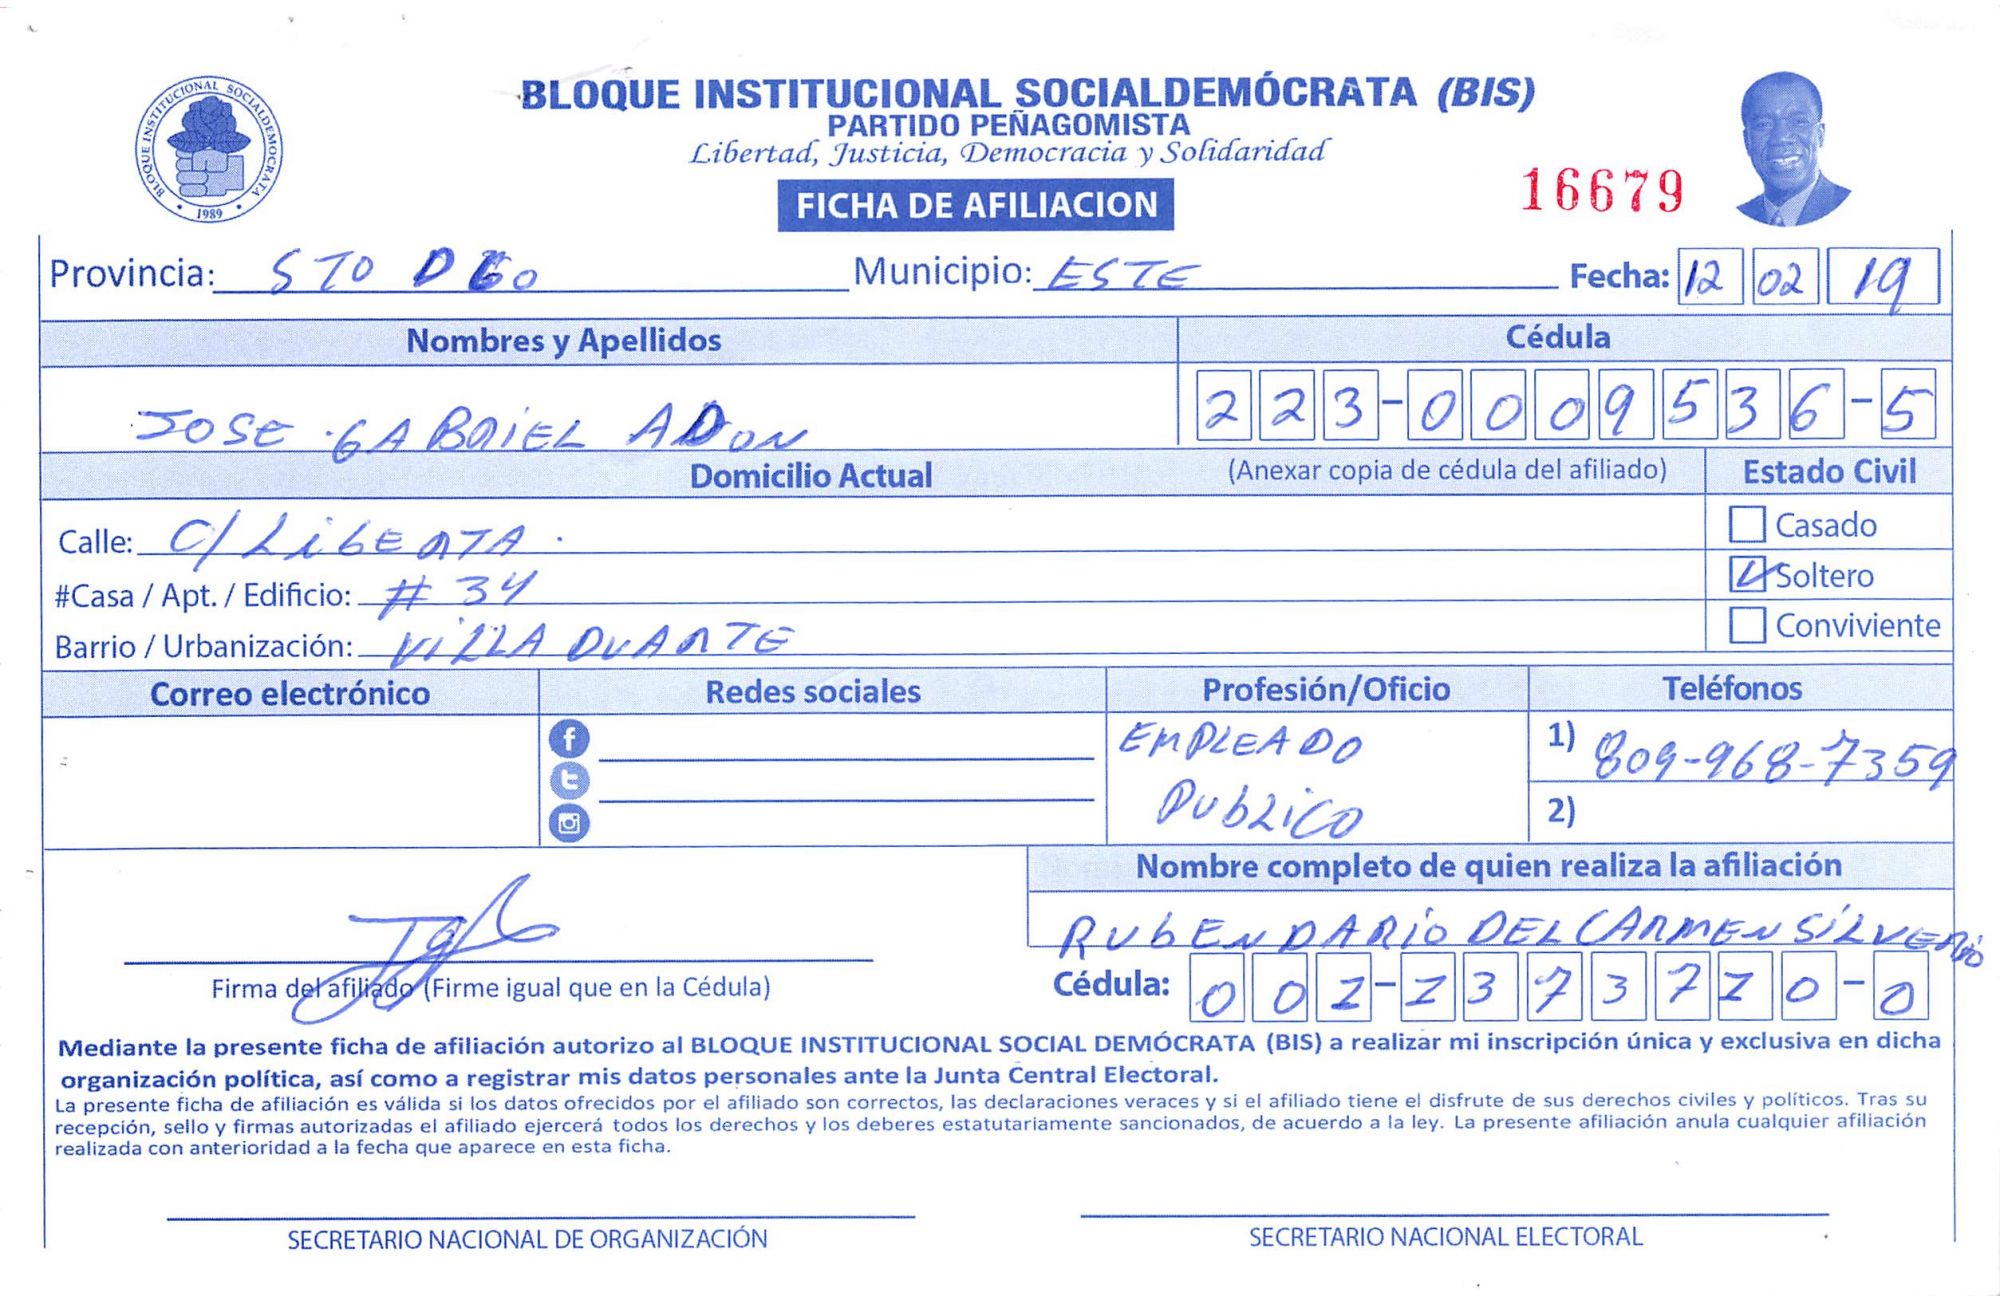 BLOQUE INSTITUCIONAL SOCIALDEMOCRATA
1989
BLOQUE INSTITUCIONAL SOCIALDEMÓCRATA (BIS)
PARTIDO PEÑAGOMISTA
Libertad, Justicia, Democracia y Solidaridad
FICHA DE AFILIACION
16679
Provincia: STO DGO Municipio: ESTE Fecha: 12 02 19
Nombres y Apellidos Cédula
JOSE GABRIEL ADON 223-0009536-5
Domicilio Actual (Anexar copia de cédula del afiliado) Estado Civil
Calle: C/ LIBERTA. Casado
#Casa / Apt. / Edificio: # 34 Soltero
Barrio / Urbanización: VILLA DUARTE Conviviente
Correo electrónico Redes sociales Profesión/Oficio Teléfonos
EMPLEADO 1) 809-968-7359
PUBLICO 2)
Nombre completo de quien realiza la afiliación
RUBEN DARIO DEL CARMEN SILVERIO
Firma del afiliado (Firme igual que en la Cédula) Cédula: 001-1373710-0
Mediante la presente ficha de afiliación autorizo al BLOQUE INSTITUCIONAL SOCIAL DEMÓCRATA (BIS) a realizar mi inscripción única y exclusiva en dicha
organización política, así como a registrar mis datos personales ante la Junta Central Electoral.
La presente ficha de afiliación es válida si los datos ofrecidos por el afiliado son correctos, las declaraciones veraces y si el afiliado tiene el disfrute de sus derechos civiles y políticos. Tras su
recepción, sello y firmas autorizadas el afiliado ejercerá todos los derechos y los deberes estatutariamente sancionados, de acuerdo a la ley. La presente afiliación anula cualquier afiliación
realizada con anterioridad a la fecha que aparece en esta ficha.
SECRETARIO NACIONAL DE ORGANIZACIÓN SECRETARIO NACIONAL ELECTORAL